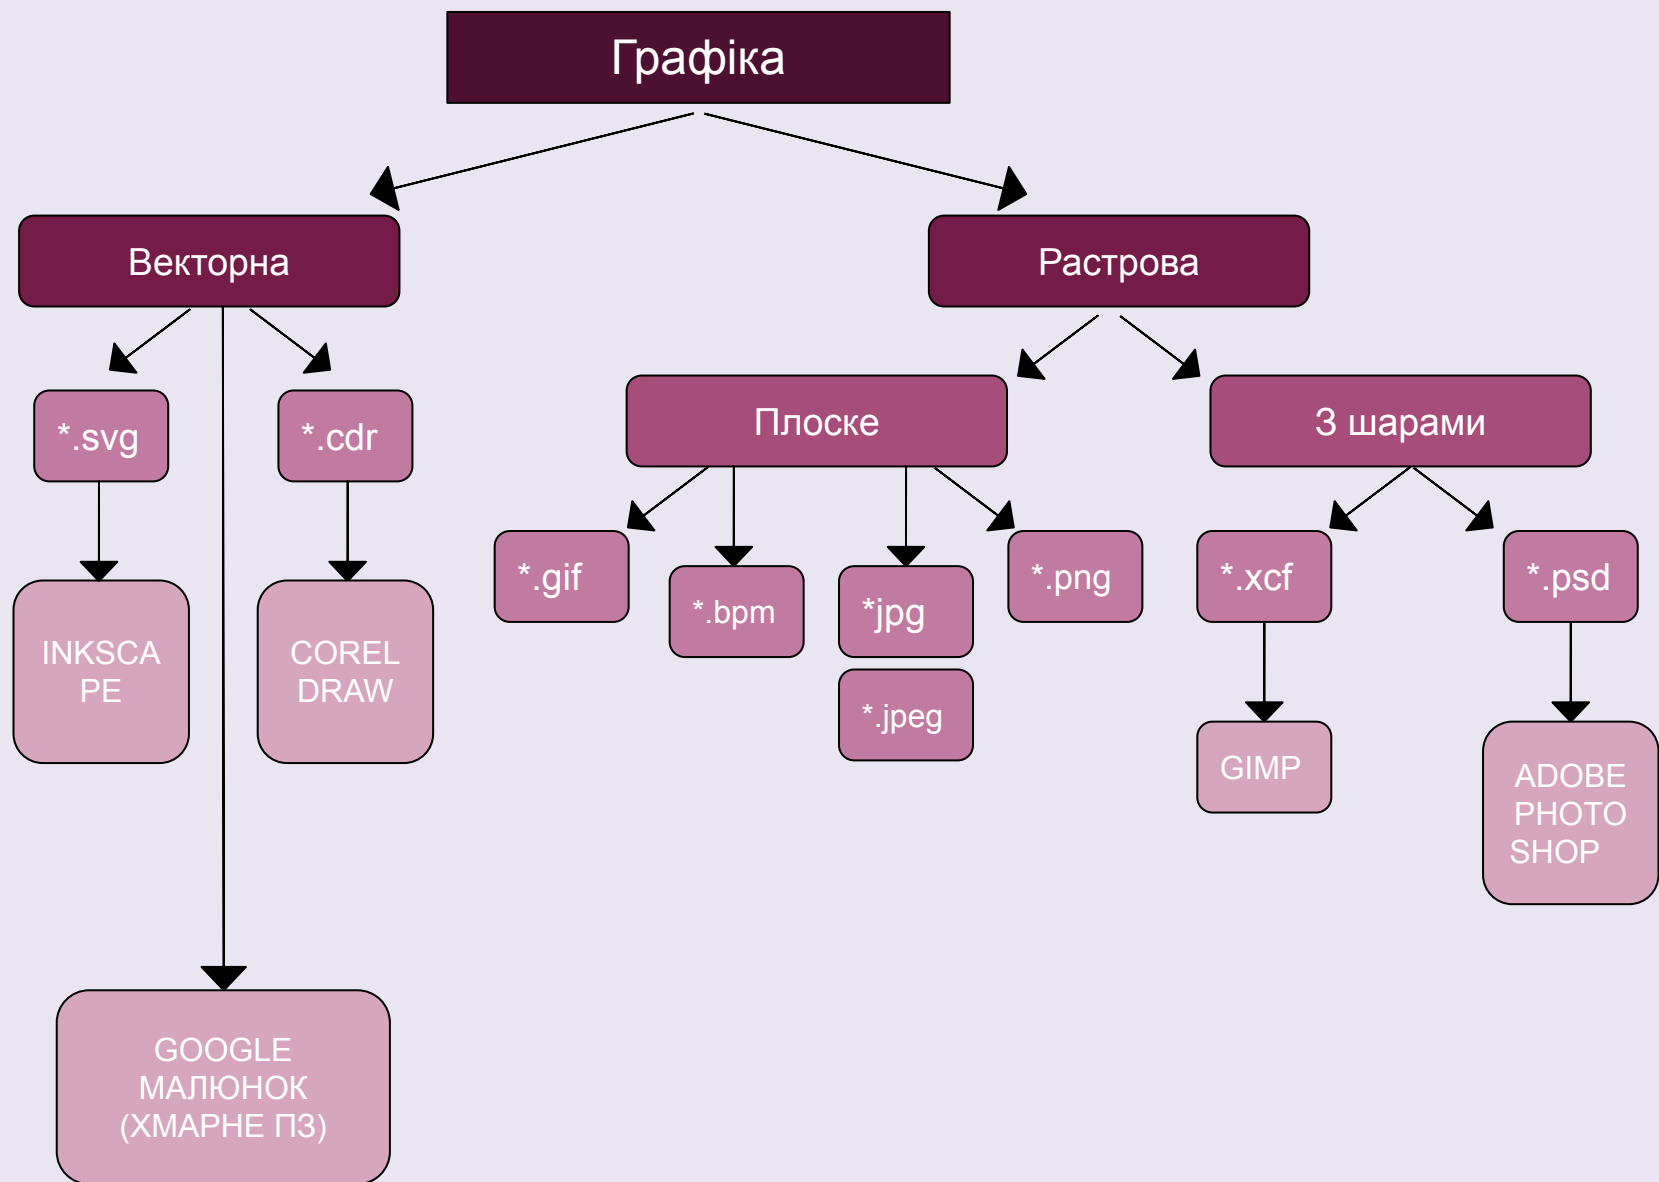 Графіка
Векторна
Растрова
*.svg
*.cdr
Плоске
З шарами
*.gif
*.bpm
*jpg
*.jpeg
*.png
*.xcf
*.psd
INKSCA
PE
COREL
DRAW
GIMP
ADOBE
PHOTO
SHOP
GOOGLE
МАЛЮНОК
(ХМАРНЕ ПЗ)